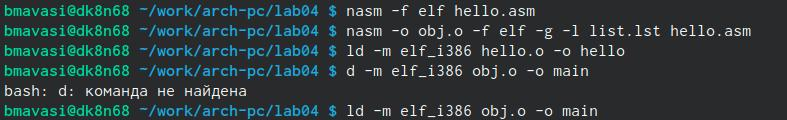 bmavasi@dk8n68 ~/work/arch-pc/lab04 $ nasm -f elf hello.asm
bmavasi@dk8n68 ~/work/arch-pc/lab04 $ nasm -o obj.o -f elf -g -l list.lst hello.asm
bmavasi@dk8n68 ~/work/arch-pc/lab04 $ ld -m elf_i386 hello.o -o hello
bmavasi@dk8n68 ~/work/arch-pc/lab04 $ d -m elf_i386 obj.o -o main
bash: d: команда не найдена
bmavasi@dk8n68 ~/work/arch-pc/lab04 $ ld -m elf_i386 obj.o -o main